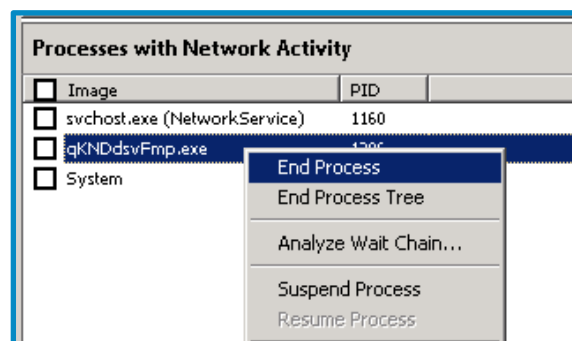 Processes with Network Activity
Image PID
svchost.exe (NetworkService) 1160
qKNDdsvFmp.exe
System
End Process
End Process Tree
Analyze Wait Chain...
Suspend Process
Resume Process